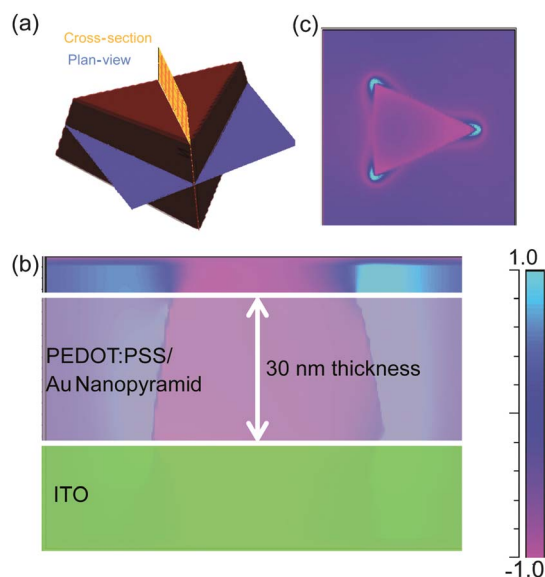 (a)
Cross-section
Plan-view
(c)
(b)
1.0
PEDOT:PSS/
Au Nanopyramid
30 nm thickness
ITO
-1.0